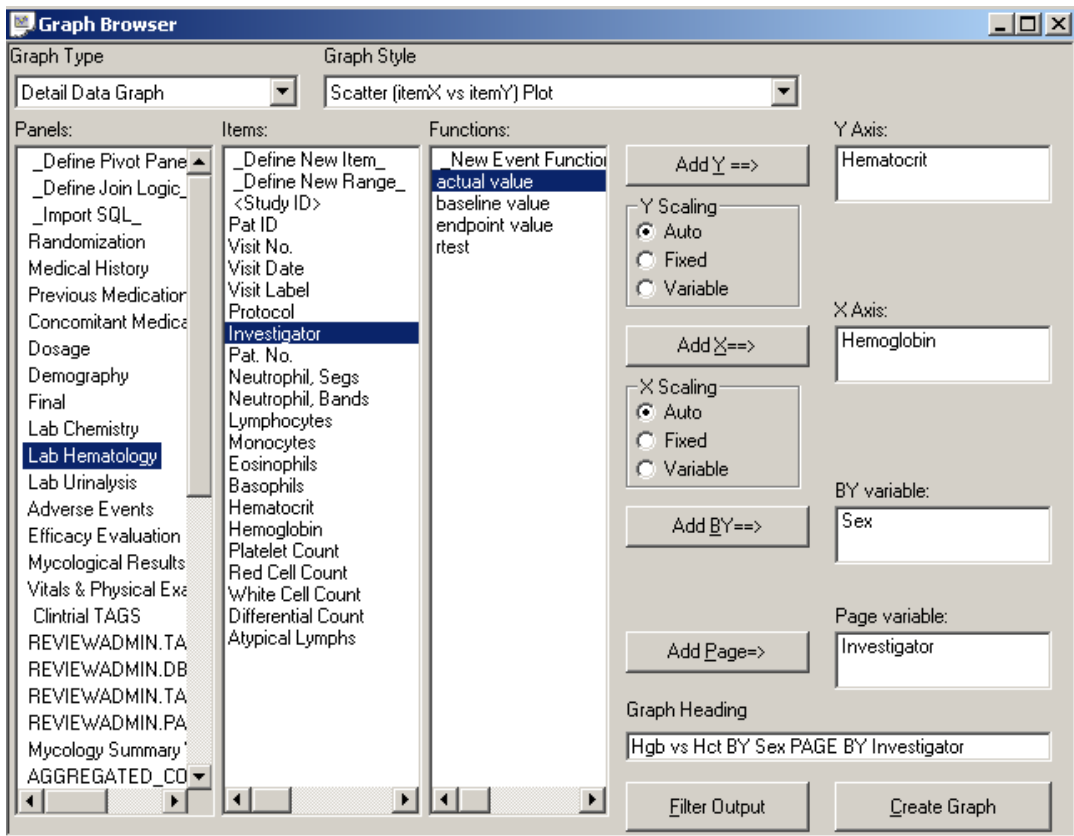 Graph Browser
Graph Type
Graph Style
Detail Data Graph
Scatter (itemX vs itemY) Plot
Panels:
_Define Pivot Pane
_Define Join Logic_
_Import SQL_
Randomization
Medical History
Previous Medication
Concomitant Medica
Dosage
Demography
Final
Lab Chemistry
Lab Hematology
Lab Urinalysis
Adverse Events
Efficacy Evaluation
Mycological Results
Vitals & Physical Exa
Clintrial TAGS
REVIEWADMIN.TA
REVIEWADMIN.DB
REVIEWADMIN.TA
REVIEWADMIN.PA
Mycology Summary
AGGREGATED_CO
Items:
_Define New Item_
_Define New Range_
<Study ID>
Pat ID
Visit No.
Visit Date
Visit Label
Protocol
Investigator
Pat. No.
Neutrophil, Segs
Neutrophil, Bands
Lymphocytes
Monocytes
Eosinophils
Basophils
Hematocrit
Hemoglobin
Platelet Count
Red Cell Count
White Cell Count
Differential Count
Atypical Lymphs
Functions:
_New Event Function
actual value
baseline value
endpoint value
rtest
Add Y ==>
Y Scaling
Auto
Fixed
Variable
Add X==>
X Scaling
Auto
Fixed
Variable
Add BY==>
Add Page=>
Y Axis:
Hematocrit
X Axis:
Hemoglobin
BY variable:
Sex
Page variable:
Investigator
Graph Heading
Hgb vs Hct BY Sex PAGE BY Investigator
Filter Output
Create Graph